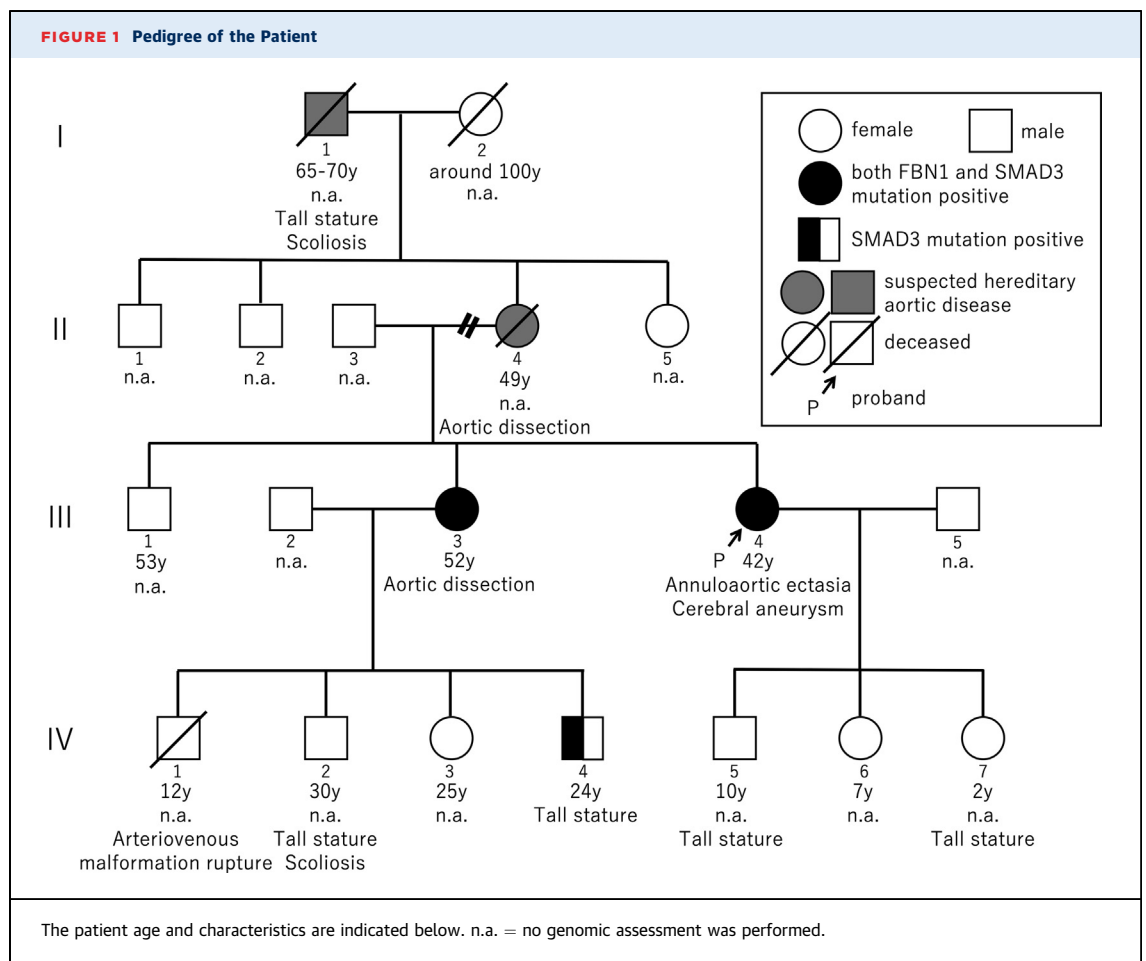 FIGURE 1 Pedigree of the Patient
I
1
65-70y
n.a.
Tall stature
Scoliosis
2
around 100y
n.a.
female
male
both FBN1 and SMAD3
mutation positive
SMAD3 mutation positive
suspected hereditary
aortic disease
deceased
P
proband
II
1
n.a.
2
n.a.
3
n.a.
4
49y
n.a.
Aortic dissection
5
n.a.
III
1
53y
n.a.
2
n.a.
3
52y
Aortic dissection
P
4
42y
Annuloaortic ectasia
Cerebral aneurysm
5
n.a.
IV
1
12y
n.a.
Arteriovenous
malformation rupture
2
30y
n.a.
Tall stature
Scoliosis
3
25y
n.a.
4
24y
Tall stature
5
10y
n.a.
Tall stature
6
7y
n.a.
7
2y
n.a.
Tall stature
The patient age and characteristics are indicated below. n.a. = no genomic assessment was performed.